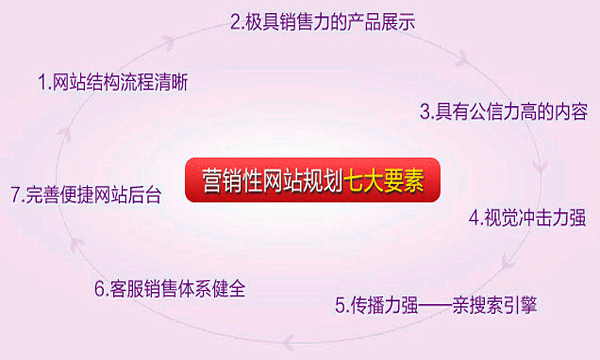 2.极具销售力的产品展示
1.网站结构流程清晰
3.具有公信力高的内容
营销性网站规划七大要素
7.完善便捷网站后台
4.视觉冲击力强
6.客服销售体系健全
5.传播力强——亲搜索引擎